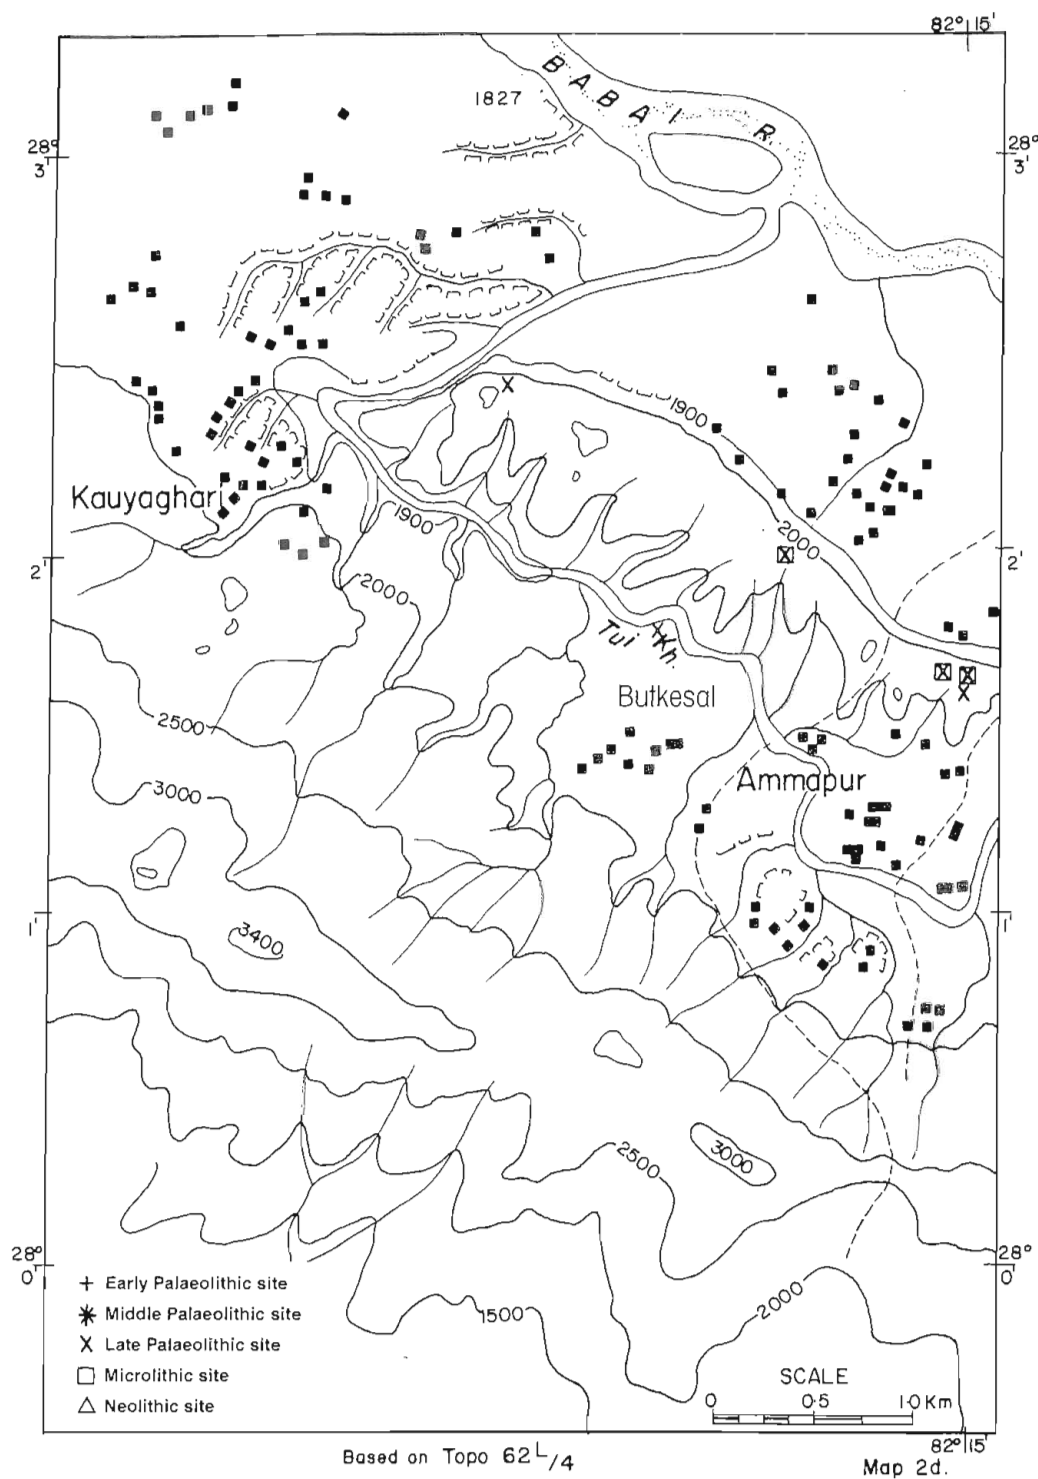 82° 15'
BABAI R.
1827
28° 3'
28° 3'
1900
Kauyaghari
1900
2000
2'
2'
2000
Tui Kh.
Butkesal
2500
Ammapur
3000
1'
1'
3400
2500
3000
28° 0'
28° 0'
+ Early Palaeolithic site
Middle Palaeolithic site
X Late Palaeolithic site
Microlithic site
Neolithic site
1500
2000
SCALE
0 0·5 1·0 Km
82° 15'
Based on Topo 62 L/4
Map 2d.